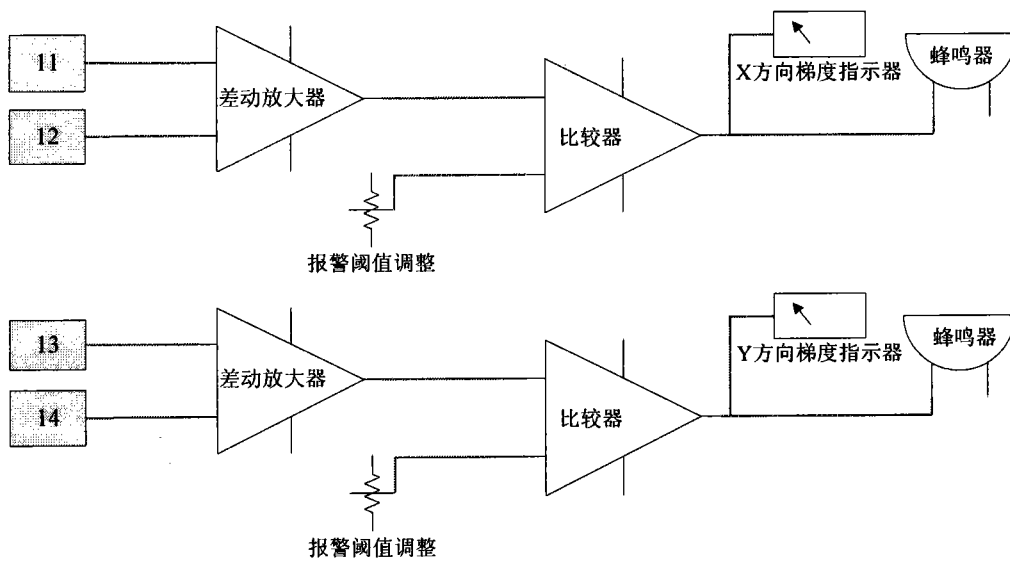 11
12
差动放大器
报警阈值调整
比较器
X方向梯度指示器
蜂鸣器
13
14
差动放大器
报警阈值调整
比较器
Y方向梯度指示器
蜂鸣器